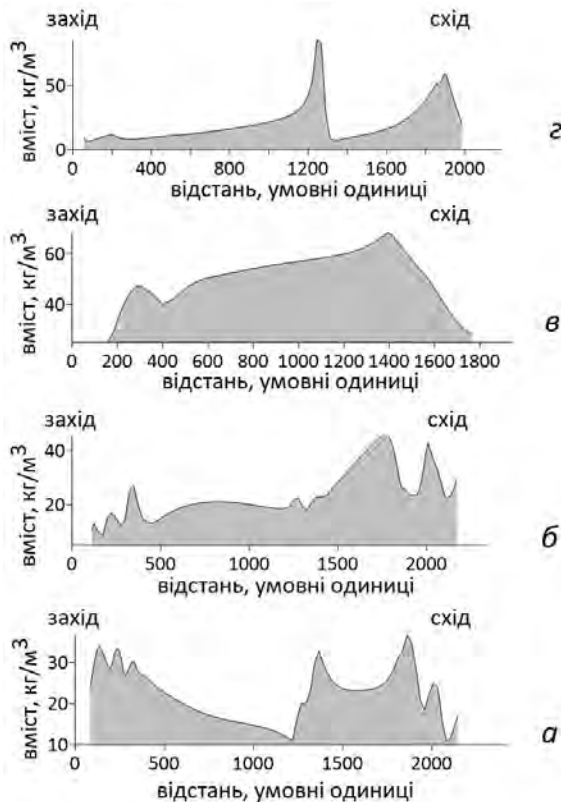 захід схід
вміст, кг/м³
50
0
0 400 800 1200 1600 2000
відстань, умовні одиниці
г
захід схід
вміст, кг/м³
60
40
0 200 400 600 800 1000 1200 1400 1600 1800
відстань, умовні одиниці
в
захід схід
вміст, кг/м³
40
20
0 500 1000 1500 2000
відстань, умовні одиниці
б
захід схід
вміст, кг/м³
30
20
10
0 500 1000 1500 2000
відстань, умовні одиниці
а